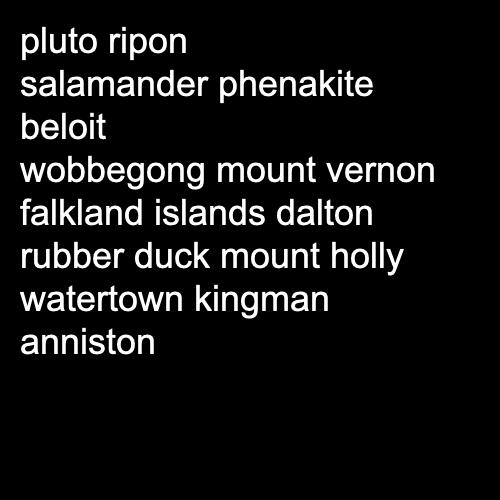 pluto ripon
salamander phenakite
beloit
wobbegong mount vernon
falkland islands dalton
rubber duck mount holly
watertown kingman
anniston